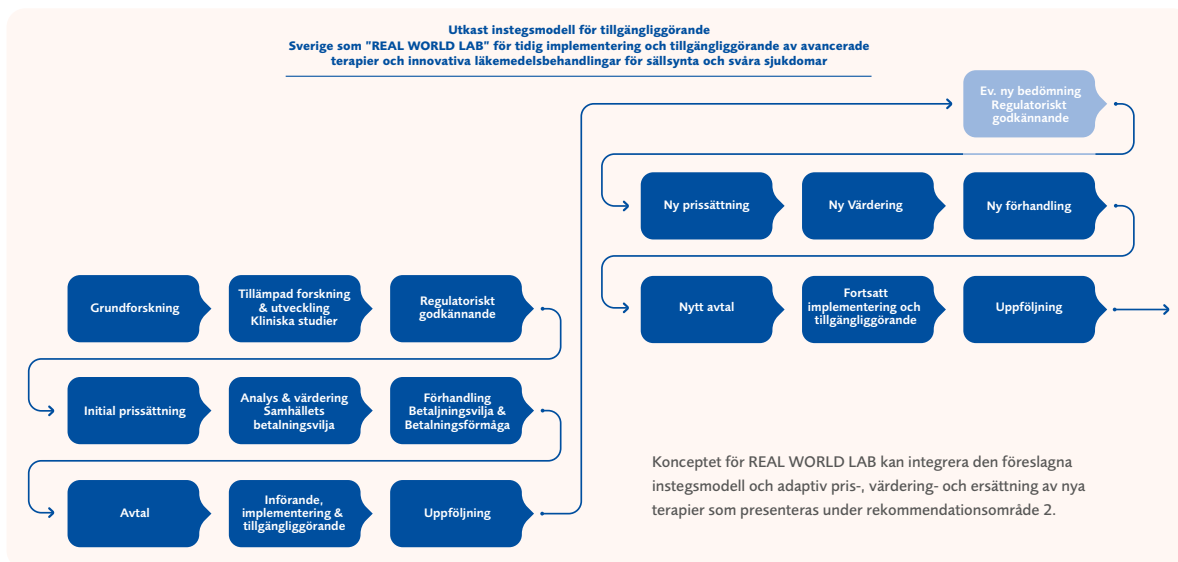 Utkast instegsmodell för tillgängliggörande
Sverige som "REAL WORLD LAB" för tidig implementering och tillgängliggörande av avancerade
terapier och innovativa läkemedelsbehandlingar för sällsynta och svåra sjukdomar
Grundforskning
Tillämpad forskning
& utveckling
Kliniska studier
Regulatoriskt
godkännande
Initial prissättning
Analys & värdering
Samhällets
betalningsvilja
Förhandling
Betaljningsvilja &
Betalningsförmåga
Avtal
Införande,
implementering &
tillgängliggörande
Uppföljning
Ev. ny bedömning
Regulatoriskt
godkännande
Ny prissättning
Ny Värdering
Ny förhandling
Nytt avtal
Fortsatt
implementering och
tillgängliggörande
Uppföljning
Konceptet för REAL WORLD LAB kan integrera den föreslagna
instegsmodell och adaptiv pris-, värdering- och ersättning av nya
terapier som presenteras under rekommendationsområde 2.